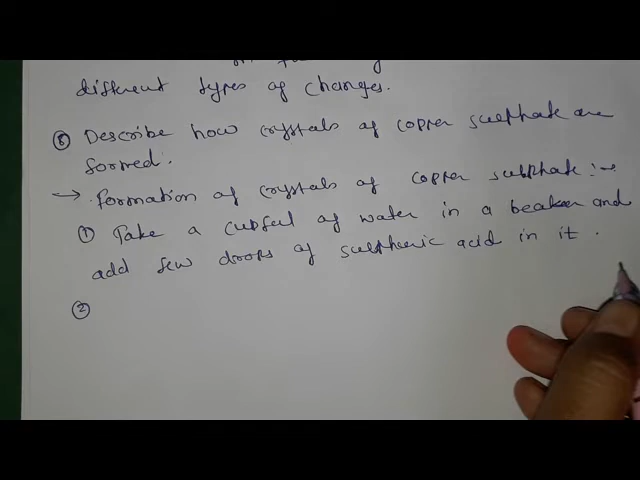 different types of changes.
⑧ Describe how crystals of copper sulphate are
formed.
→ Formation of crystals of copper sulphate :→
① Take a cupful of water in a beaker and
add few drops of sulphuric acid in it.
②